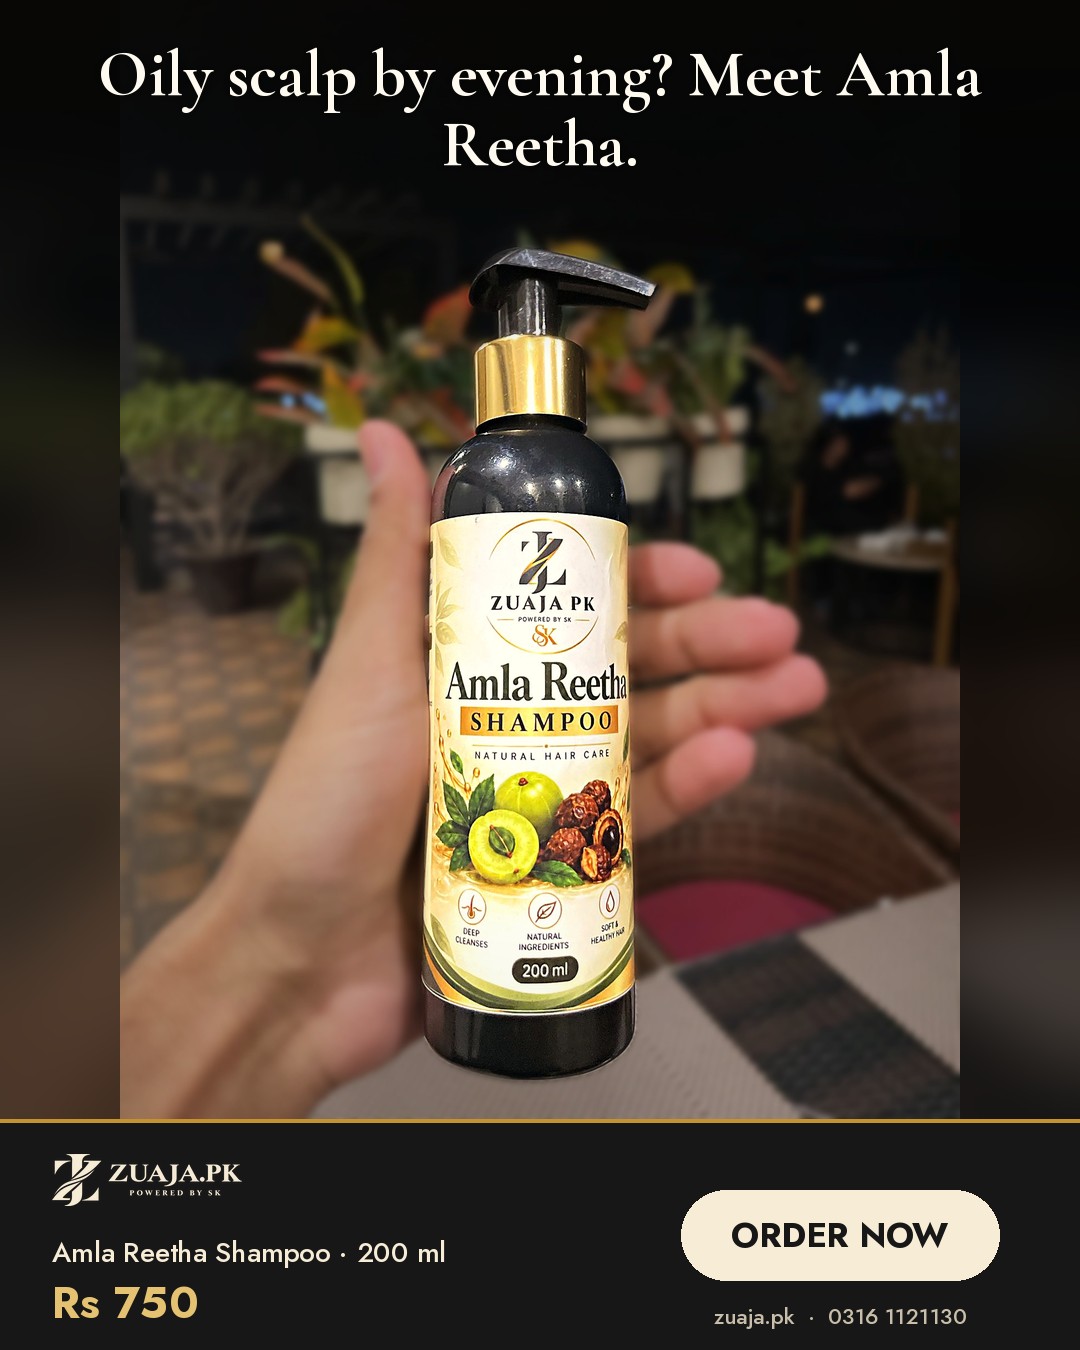 Oily scalp by evening? Meet Amla
Reetha.
ZUAJA PK
POWERED BY SK
SK
Amla Reetha
SHAMPOO
NATURAL HAIR CARE
DEEP
CLEANSES
NATURAL
INGREDIENTS
SOFT &
HEALTHY HAIR
200 ml
ZUAJA.PK
POWERED BY SK
Amla Reetha Shampoo · 200 ml
Rs 750
ORDER NOW
zuaja.pk · 0316 1121130